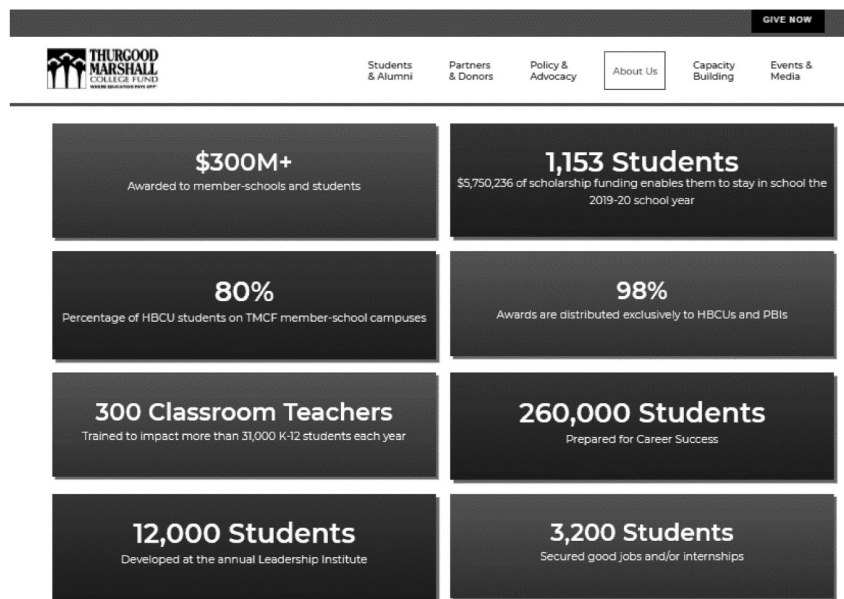 GIVE NOW
THURGOOD
MARSHALL
COLLEGE FUND
WHERE EDUCATION PAYS OFF®
Students
& Alumni
Partners
& Donors
Policy &
Advocacy
About Us
Capacity
Building
Events &
Media
$300M+
Awarded to member-schools and students
1,153 Students
$5,750,236 of scholarship funding enables them to stay in school the
2019-20 school year
80%
Percentage of HBCU students on TMCF member-school campuses
98%
Awards are distributed exclusively to HBCUs and PBIs
300 Classroom Teachers
Trained to impact more than 31,000 K-12 students each year
260,000 Students
Prepared for Career Success
12,000 Students
Developed at the annual Leadership Institute
3,200 Students
Secured good jobs and/or internships